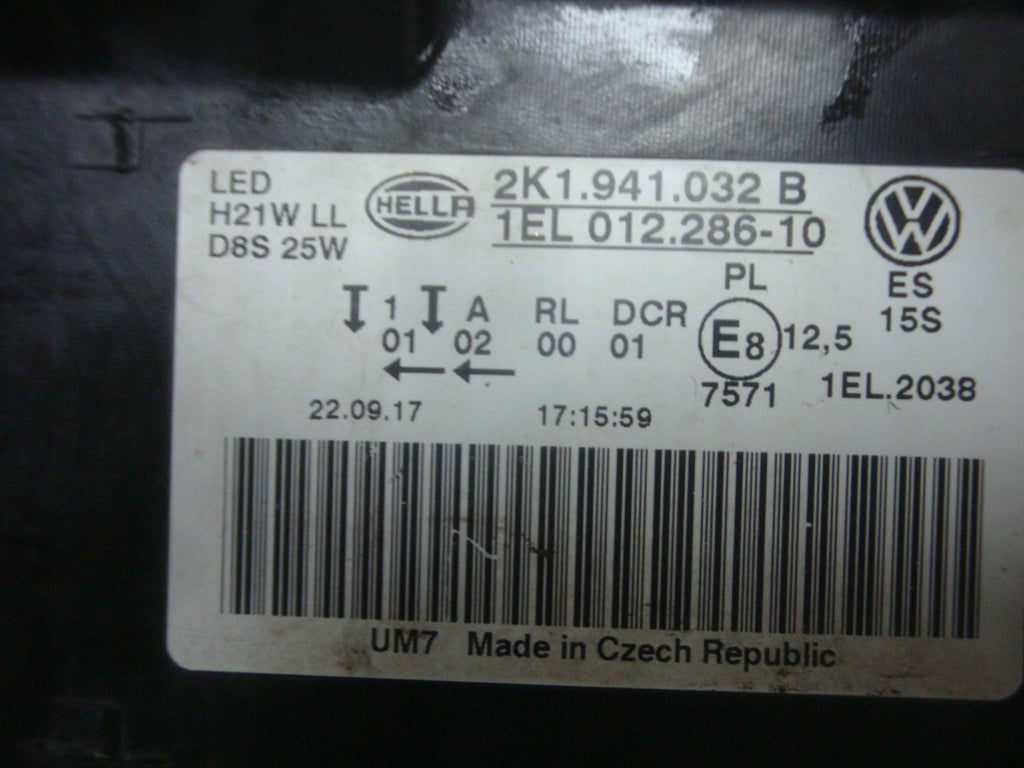 LED
H21W LL
D8S 25W
HELLA
2K1.941.032 B
1EL 012.286-10
VW
ES
15S
1 A RL DCR
01 02 00 01
PL
E8
12,5
7571
1EL.2038
22.09.17 17:15:59
UM7 Made in Czech Republic